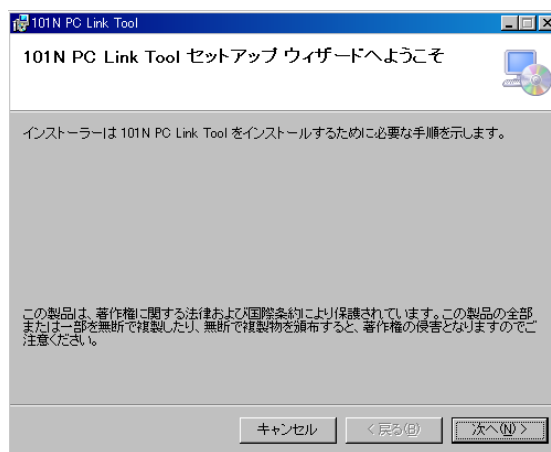 101N PC Link Tool
101N PC Link Tool セットアップ ウィザードへようこそ
インストーラーは 101N PC Link Tool をインストールするために必要な手順を示します。
この製品は、著作権に関する法律および国際条約により保護されています。この製品の全部
または一部を無断で複製したり、無断で複製物を頒布すると、著作権の侵害となりますのでご
注意ください。
キャンセル < 戻る(B) 次へ(N) >